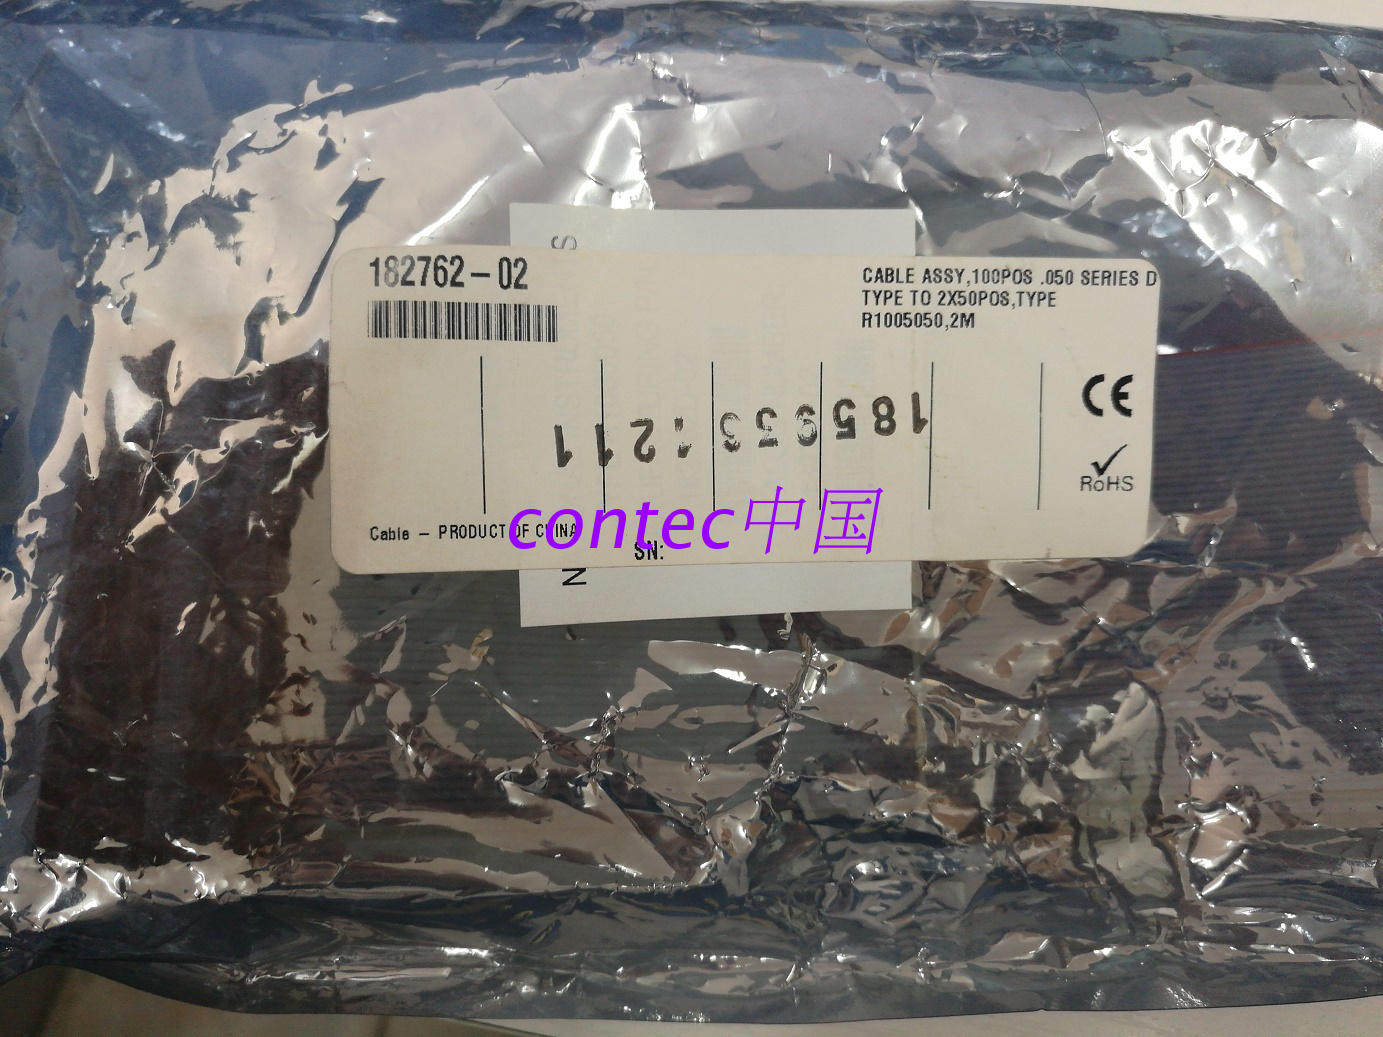 S
182762-02
CABLE ASSY,100POS .050 SERIES D
TYPE TO 2X50POS,TYPE
R1005050,2M
CE
RoHS
Cable - PRODUCT OF CHINA
SN:
contec中国
N